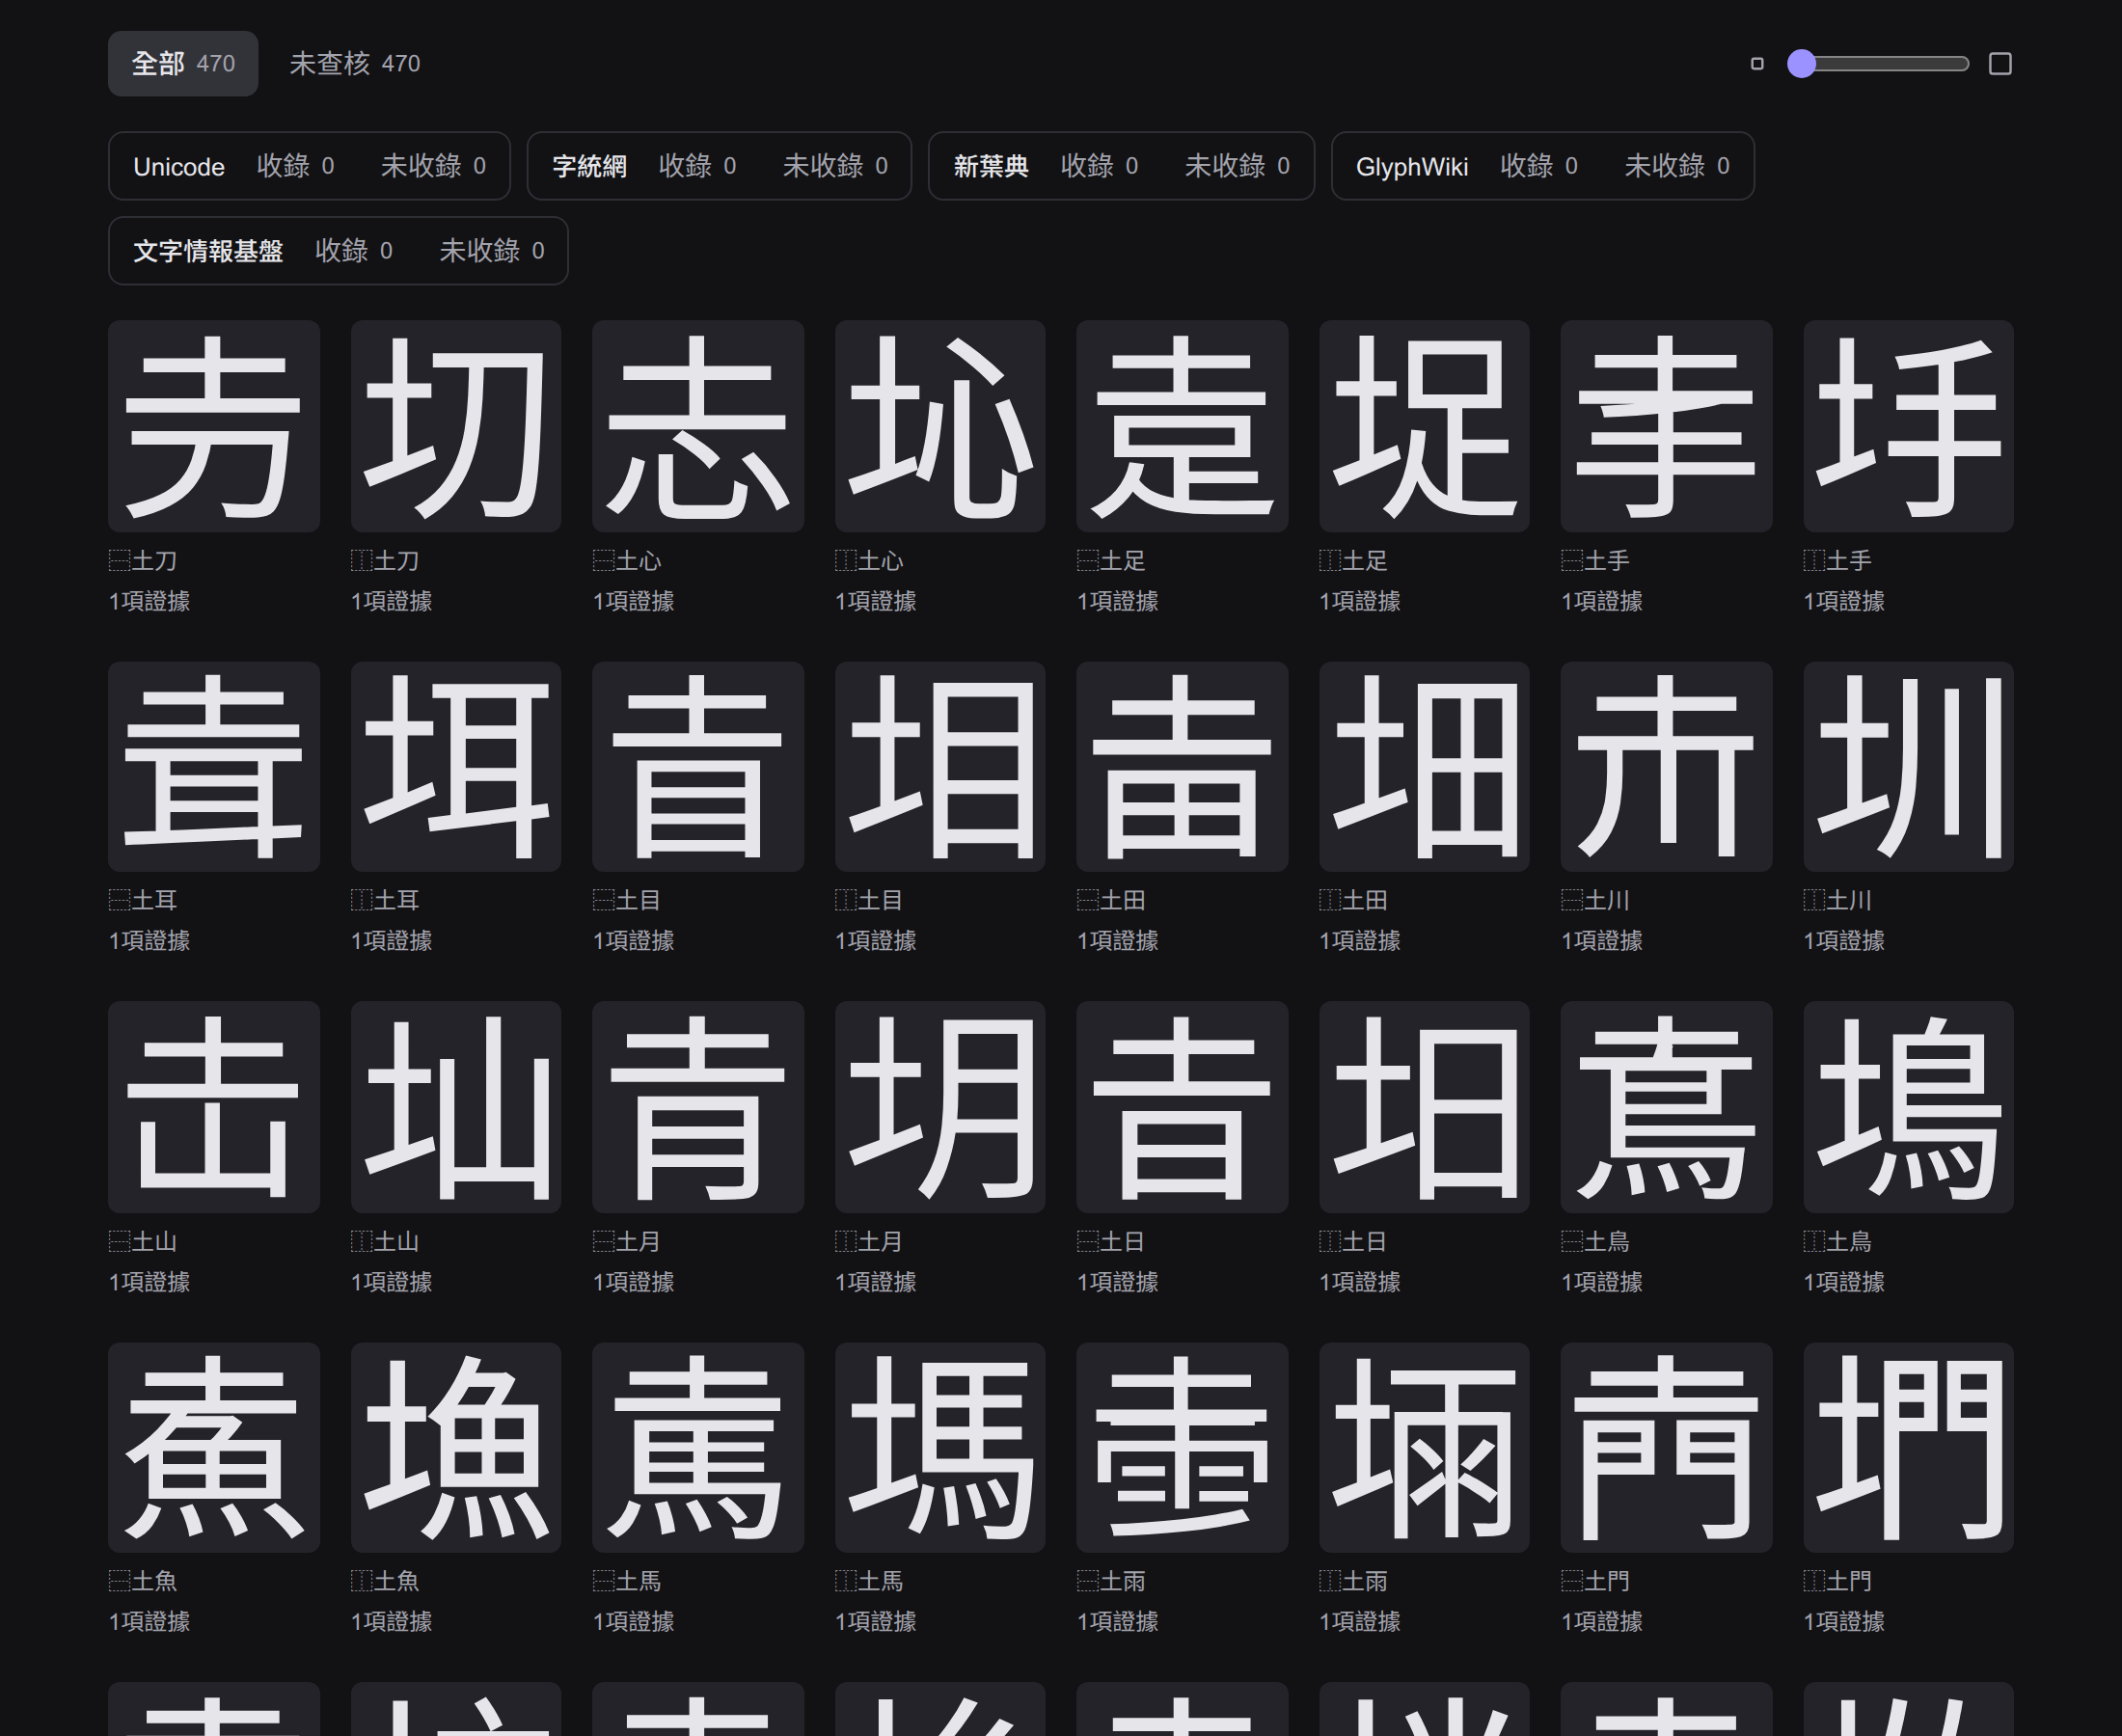 全部 470 未查核 470
Unicode 收錄 0 未收錄 0 字統網 收錄 0 未收錄 0 新葉典 收錄 0 未收錄 0 GlyphWiki 收錄 0 未收錄 0
文字情報基盤 收錄 0 未收錄 0
⿱土刀 ⿰土刀 ⿱土心 ⿰土心 ⿱土足 ⿰土足 ⿱土手 ⿰土手
1項證據 1項證據 1項證據 1項證據 1項證據 1項證據 1項證據 1項證據
⿱土耳 ⿰土耳 ⿱土目 ⿰土目 ⿱土田 ⿰土田 ⿱土川 ⿰土川
1項證據 1項證據 1項證據 1項證據 1項證據 1項證據 1項證據 1項證據
⿱土山 ⿰土山 ⿱土月 ⿰土月 ⿱土日 ⿰土日 ⿱土鳥 ⿰土鳥
1項證據 1項證據 1項證據 1項證據 1項證據 1項證據 1項證據 1項證據
⿱土魚 ⿰土魚 ⿱土馬 ⿰土馬 ⿱土雨 ⿰土雨 ⿱土門 ⿰土門
1項證據 1項證據 1項證據 1項證據 1項證據 1項證據 1項證據 1項證據